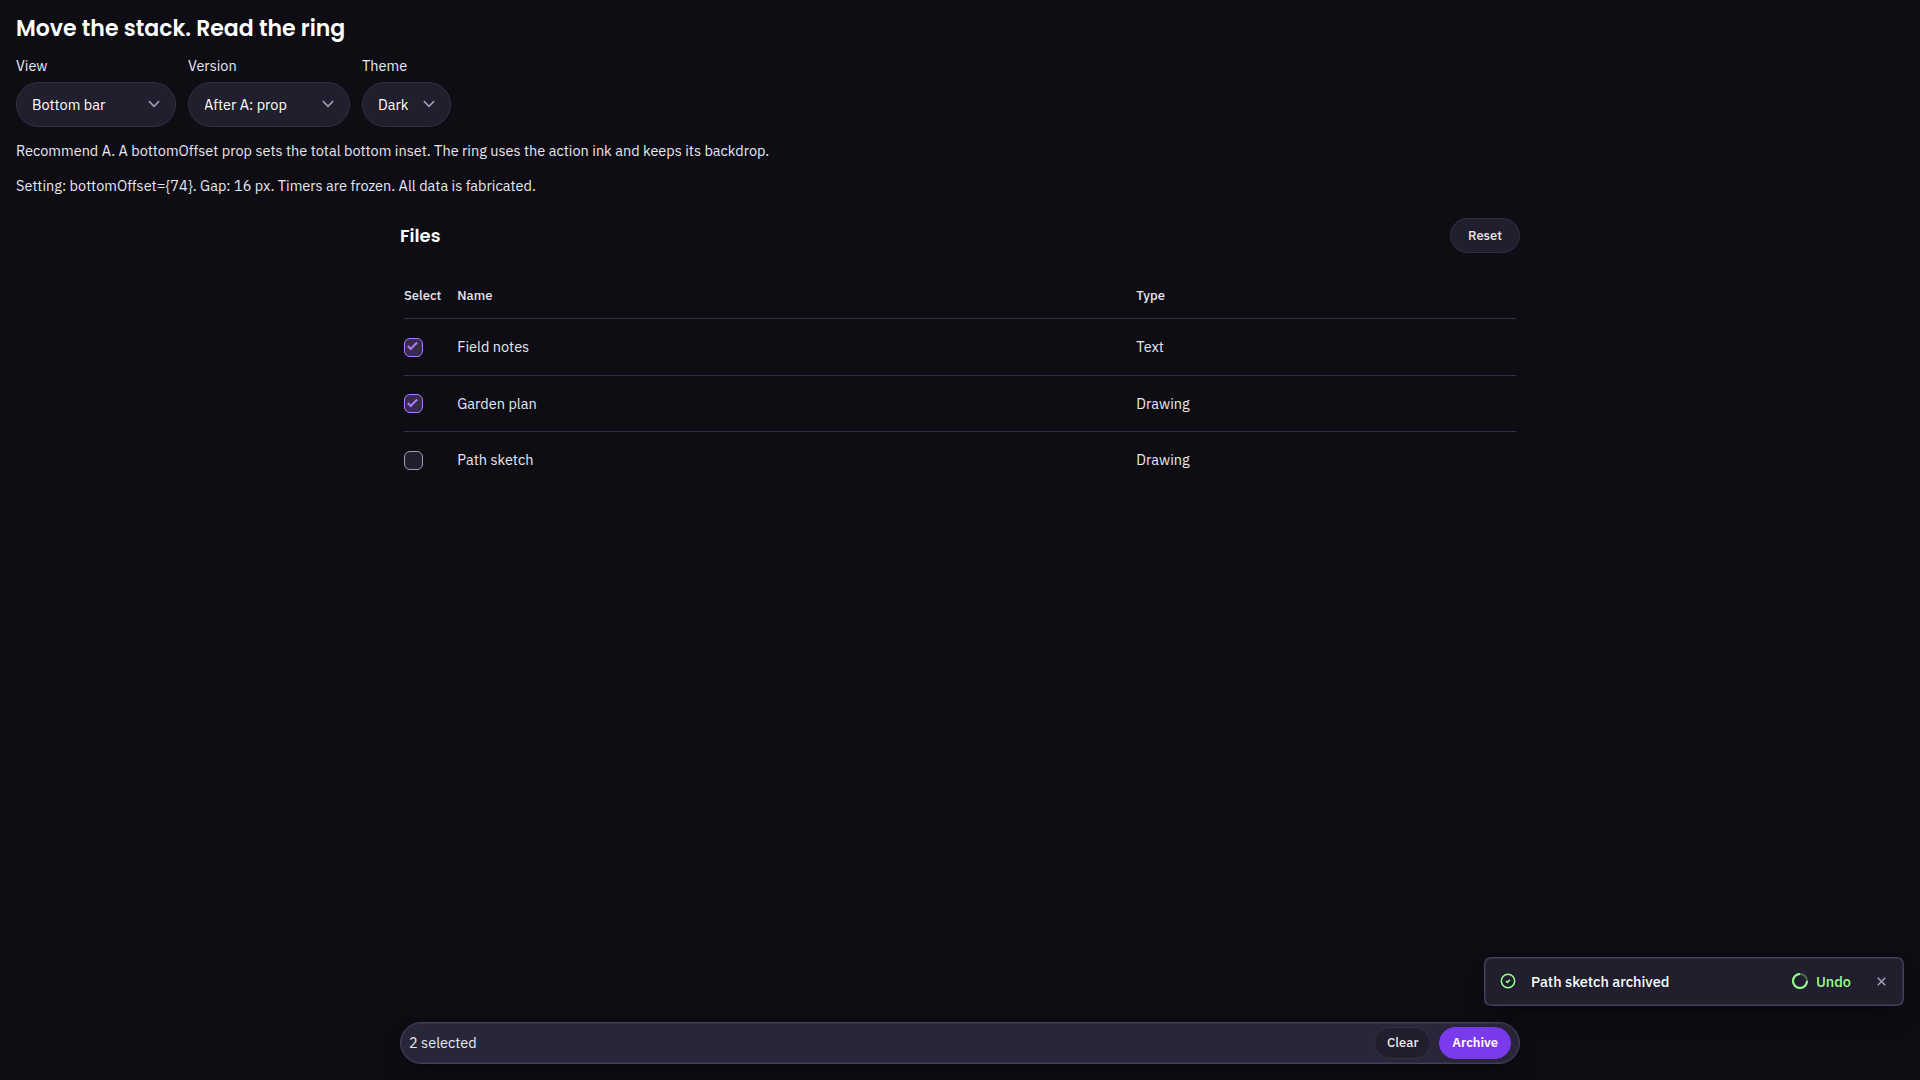 Move the stack. Read the ring
View Version Theme
Bottom bar After A: prop Dark
Recommend A. A bottomOffset prop sets the total bottom inset. The ring uses the action ink and keeps its backdrop.
Setting: bottomOffset={74}. Gap: 16 px. Timers are frozen. All data is fabricated.
Files Reset
Select Name Type
Field notes Text
Garden plan Drawing
Path sketch Drawing
Path sketch archived Undo
2 selected Clear Archive